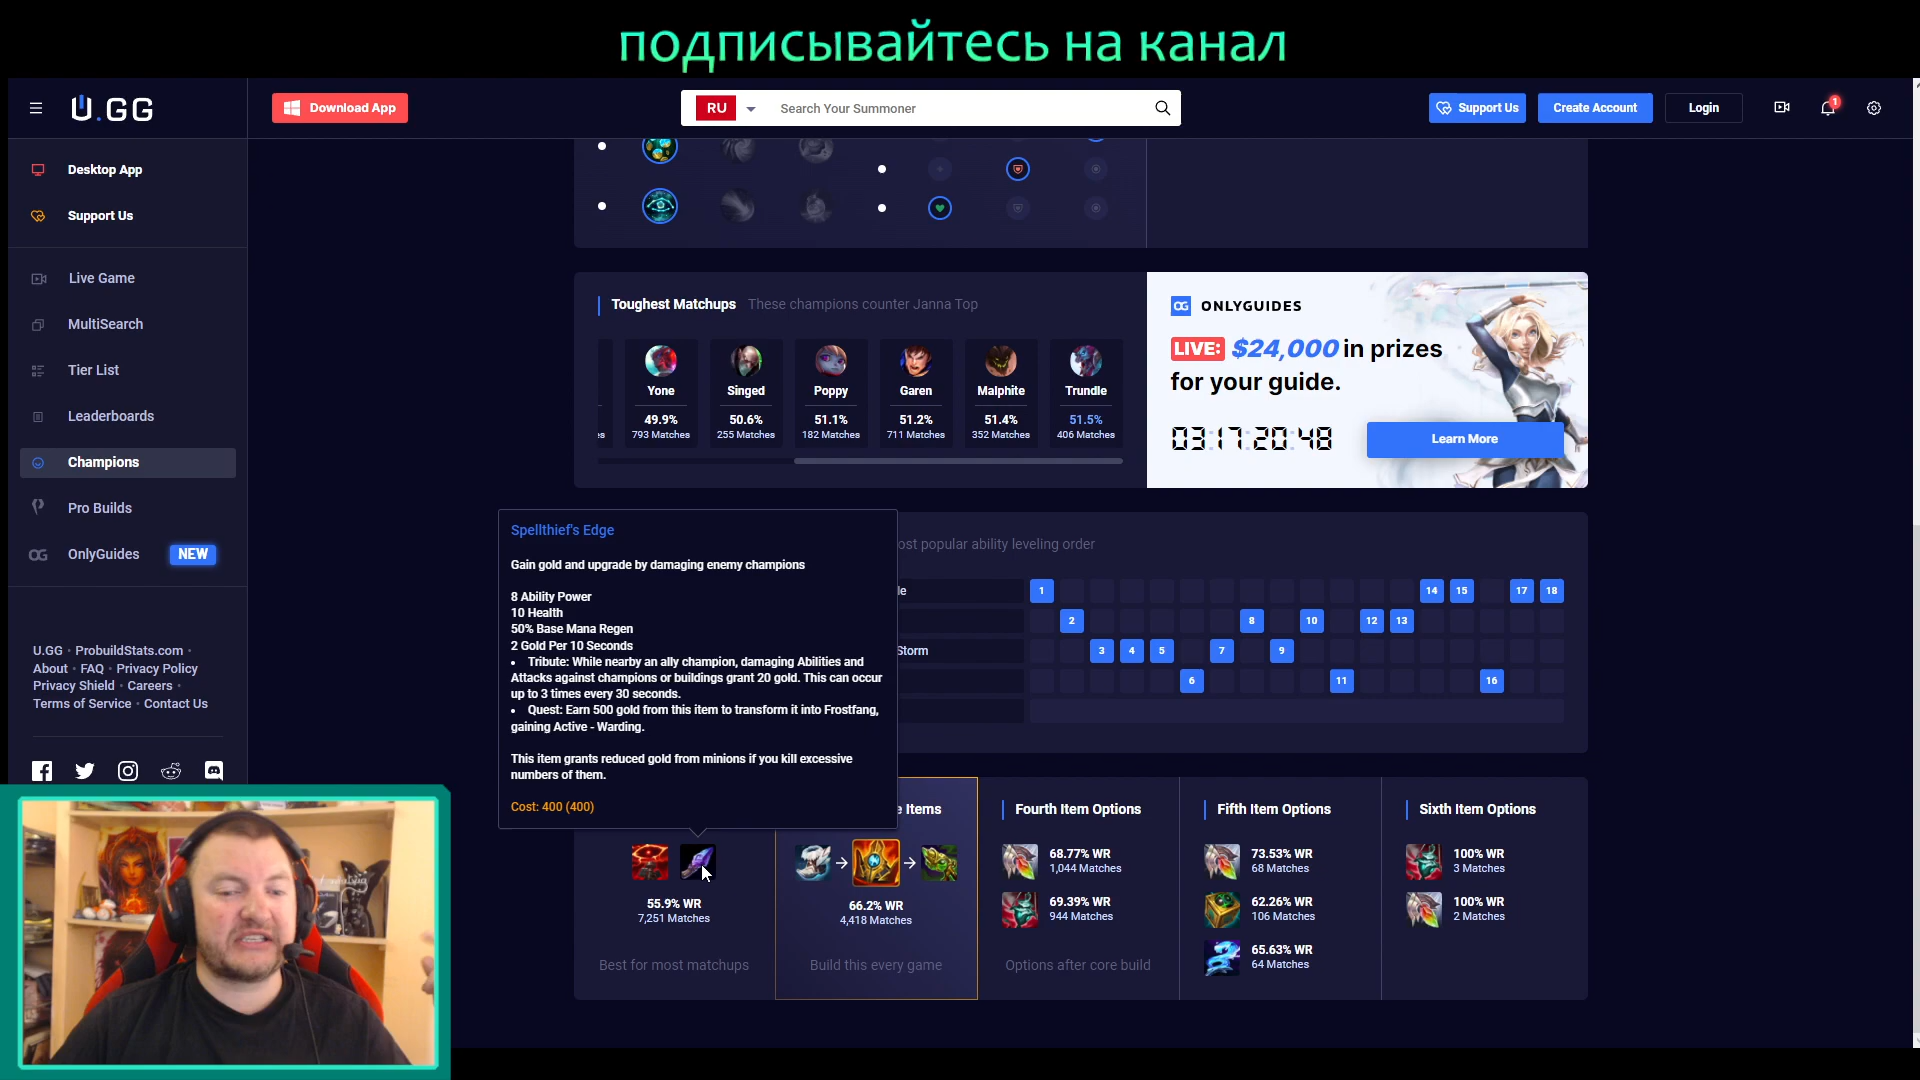 подписывайтесь на канал
U.GG
Download App
RU
Search Your Summoner
Support Us
Create Account
Login
1
Desktop App
Support Us
Live Game
MultiSearch
Tier List
Leaderboards
Champions
Pro Builds
OG OnlyGuides NEW
U.GG • ProbuildStats.com •
About • FAQ • Privacy Policy
Privacy Shield • Careers •
Terms of Service • Contact Us
Toughest Matchups These champions counter Janna Top
Yone Singed Poppy Garen Malphite Trundle
49.9% 50.6% 51.1% 51.2% 51.4% 51.5%
es 793 Matches 255 Matches 182 Matches 711 Matches 352 Matches 406 Matches
OG ONLYGUIDES
LIVE: $24,000 in prizes
for your guide.
03:17:20:48
Learn More
Spellthief's Edge
Gain gold and upgrade by damaging enemy champions
8 Ability Power
10 Health
50% Base Mana Regen
2 Gold Per 10 Seconds
• Tribute: While nearby an ally champion, damaging Abilities and
Attacks against champions or buildings grant 20 gold. This can occur
up to 3 times every 30 seconds.
• Quest: Earn 500 gold from this item to transform it into Frostfang,
gaining Active - Warding.
This item grants reduced gold from minions if you kill excessive
numbers of them.
Cost: 400 (400)
ost popular ability leveling order
le 1 14 15 17 18
2 8 10 12 13
Storm 3 4 5 7 9
6 11 16
e Items
Fourth Item Options
Fifth Item Options
Sixth Item Options
55.9% WR
7,251 Matches
Best for most matchups
66.2% WR
4,418 Matches
Build this every game
68.77% WR
1,044 Matches
69.39% WR
944 Matches
Options after core build
73.53% WR
68 Matches
62.26% WR
106 Matches
65.63% WR
64 Matches
100% WR
3 Matches
100% WR
2 Matches